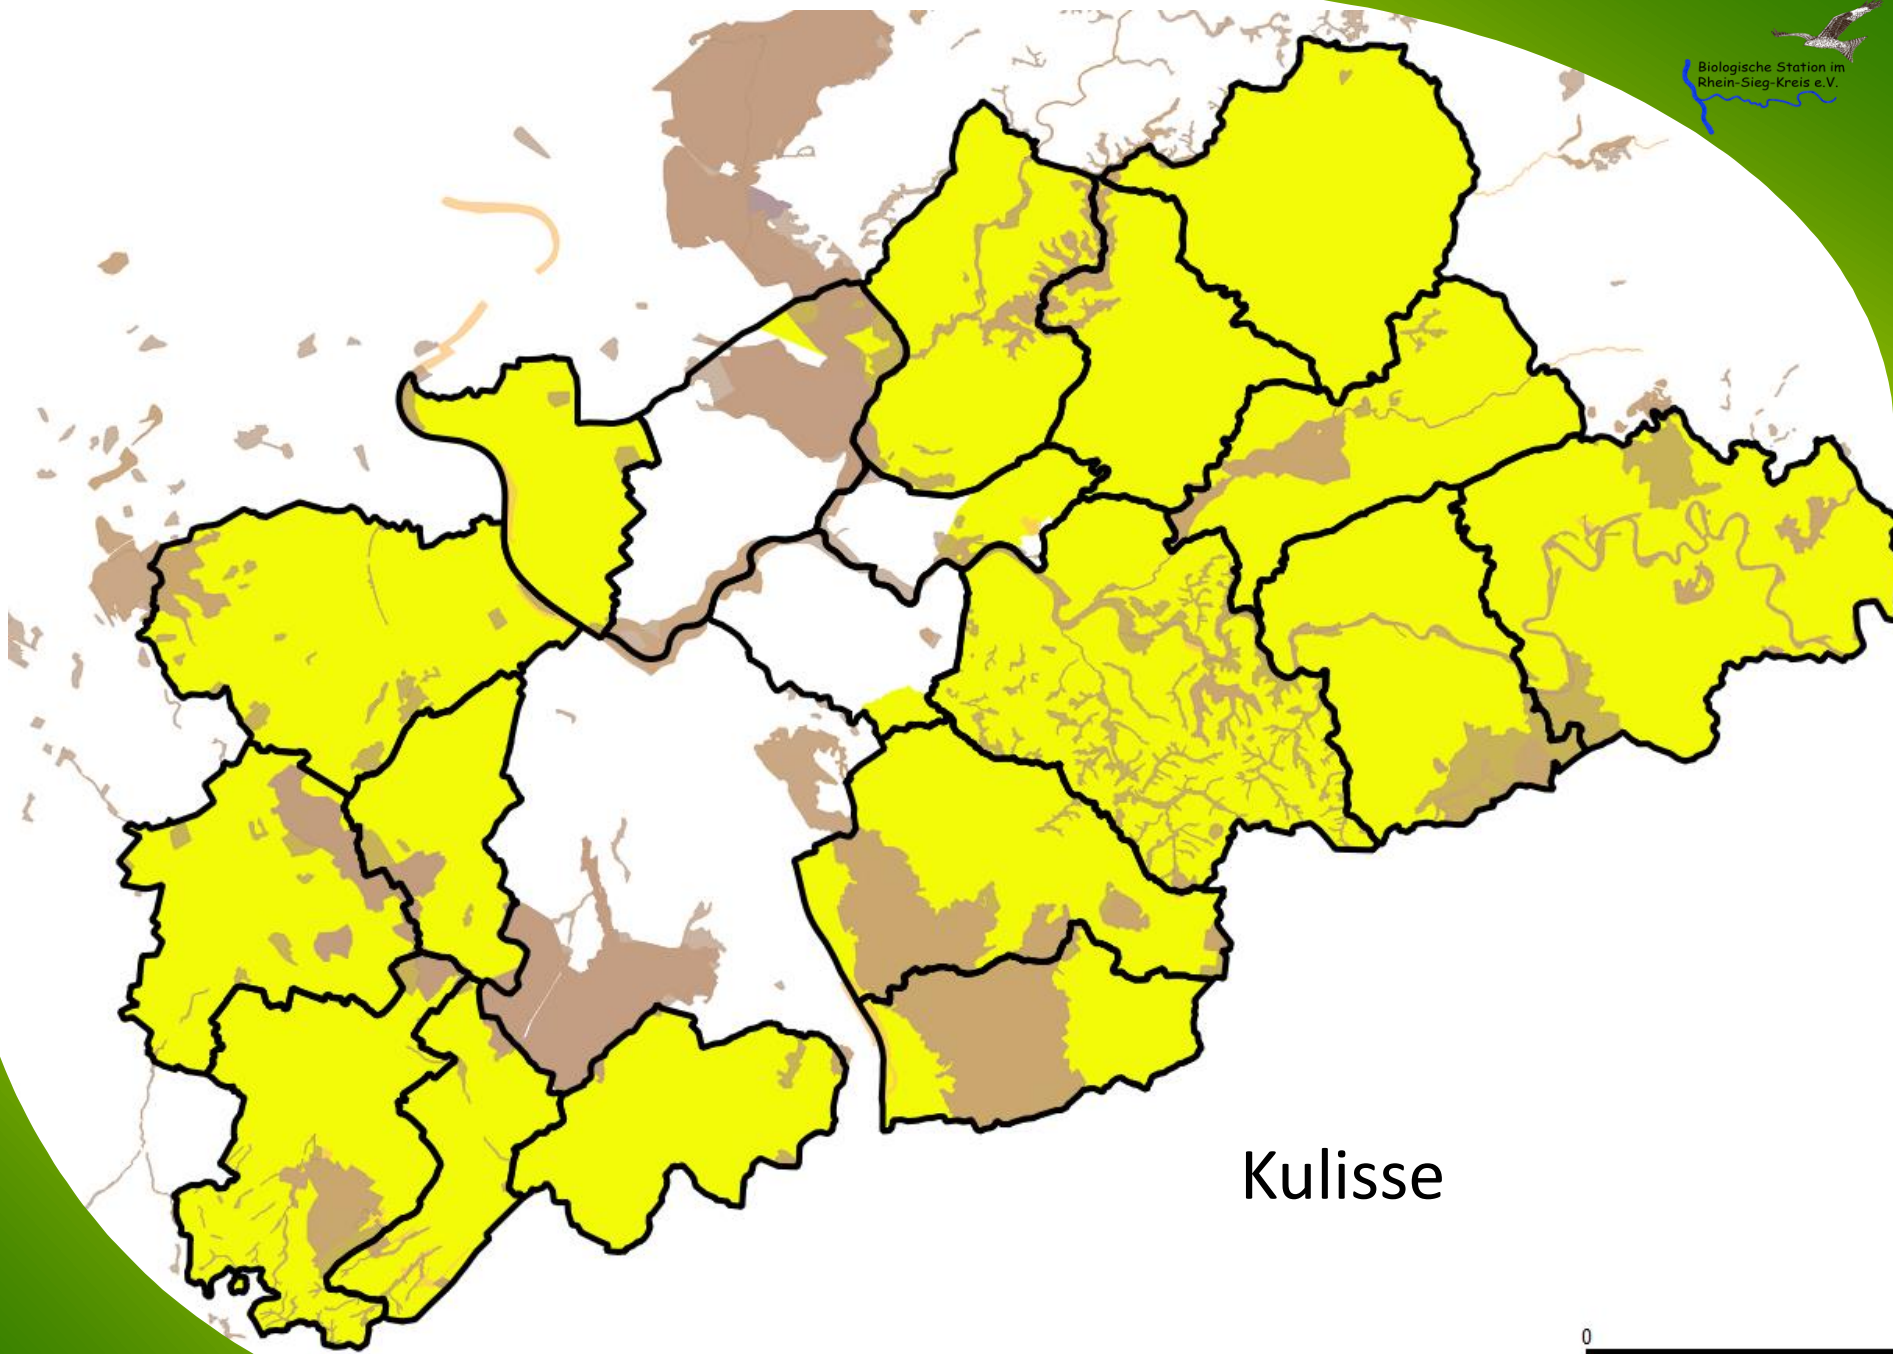 Biologische Station im
Rhein-Sieg-Kreis e.V.
Kulisse
0